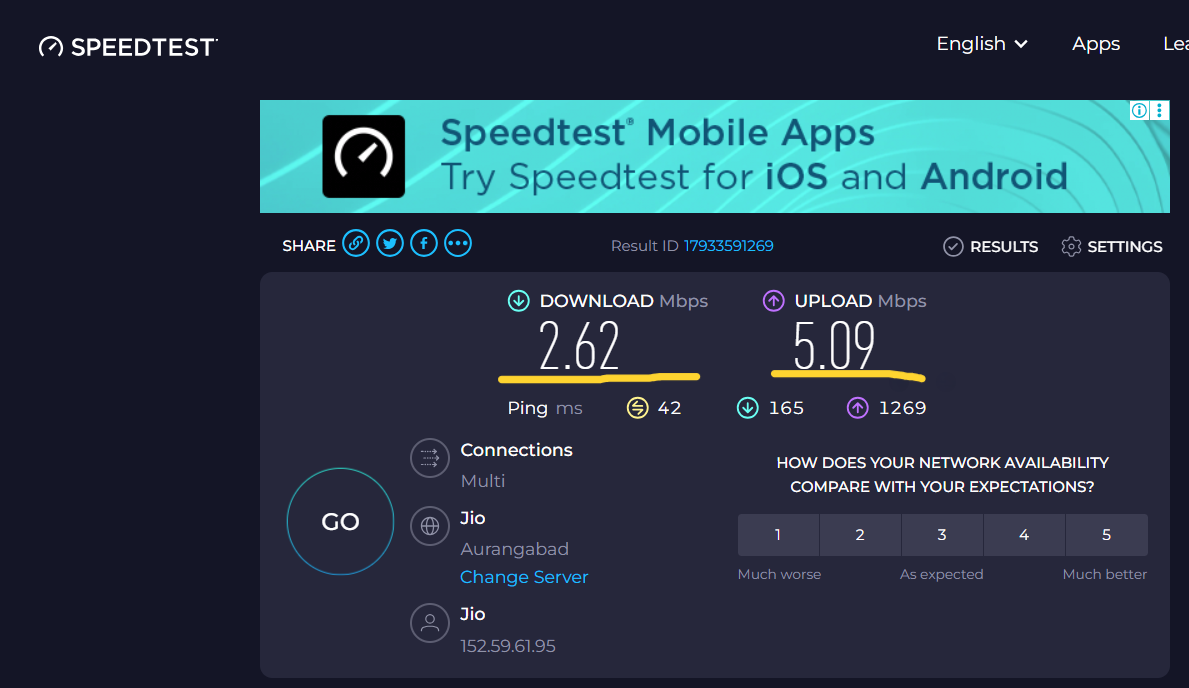 SPEEDTEST
English Apps Lea
Speedtest® Mobile Apps
Try Speedtest for iOS and Android
SHARE Result ID 17933591269 RESULTS SETTINGS
DOWNLOAD Mbps UPLOAD Mbps
2.62 5.09
Ping ms 42 165 1269
GO
Connections
Multi
Jio
Aurangabad
Change Server
Jio
152.59.61.95
HOW DOES YOUR NETWORK AVAILABILITY
COMPARE WITH YOUR EXPECTATIONS?
1 2 3 4 5
Much worse As expected Much better